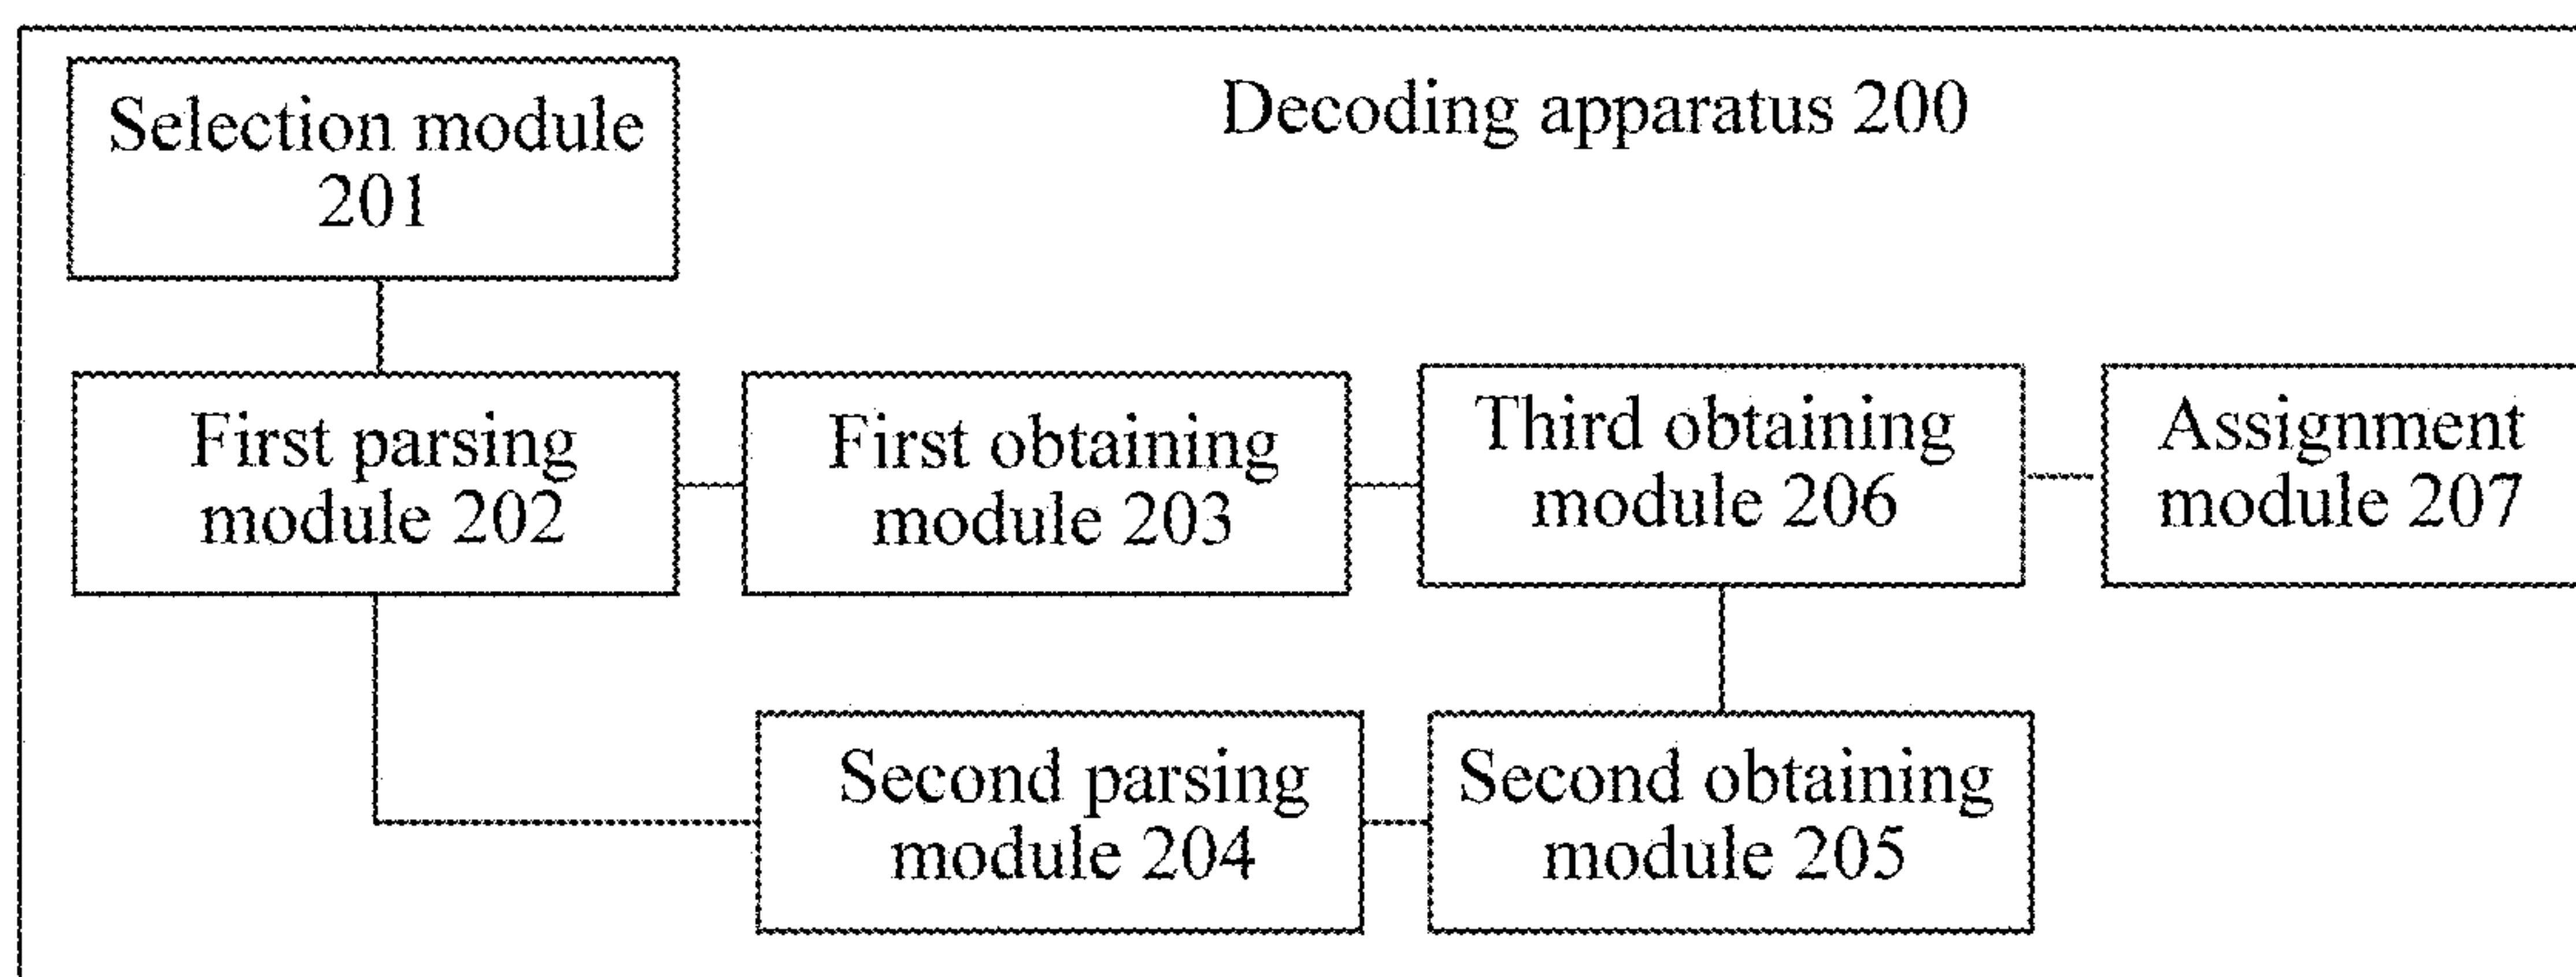 Decoding apparatus 200
Selection module
201
First parsing
module 202
First obtaining
module 203
Third obtaining
module 206
Assignment
module 207
Second parsing
module 204
Second obtaining
module 205